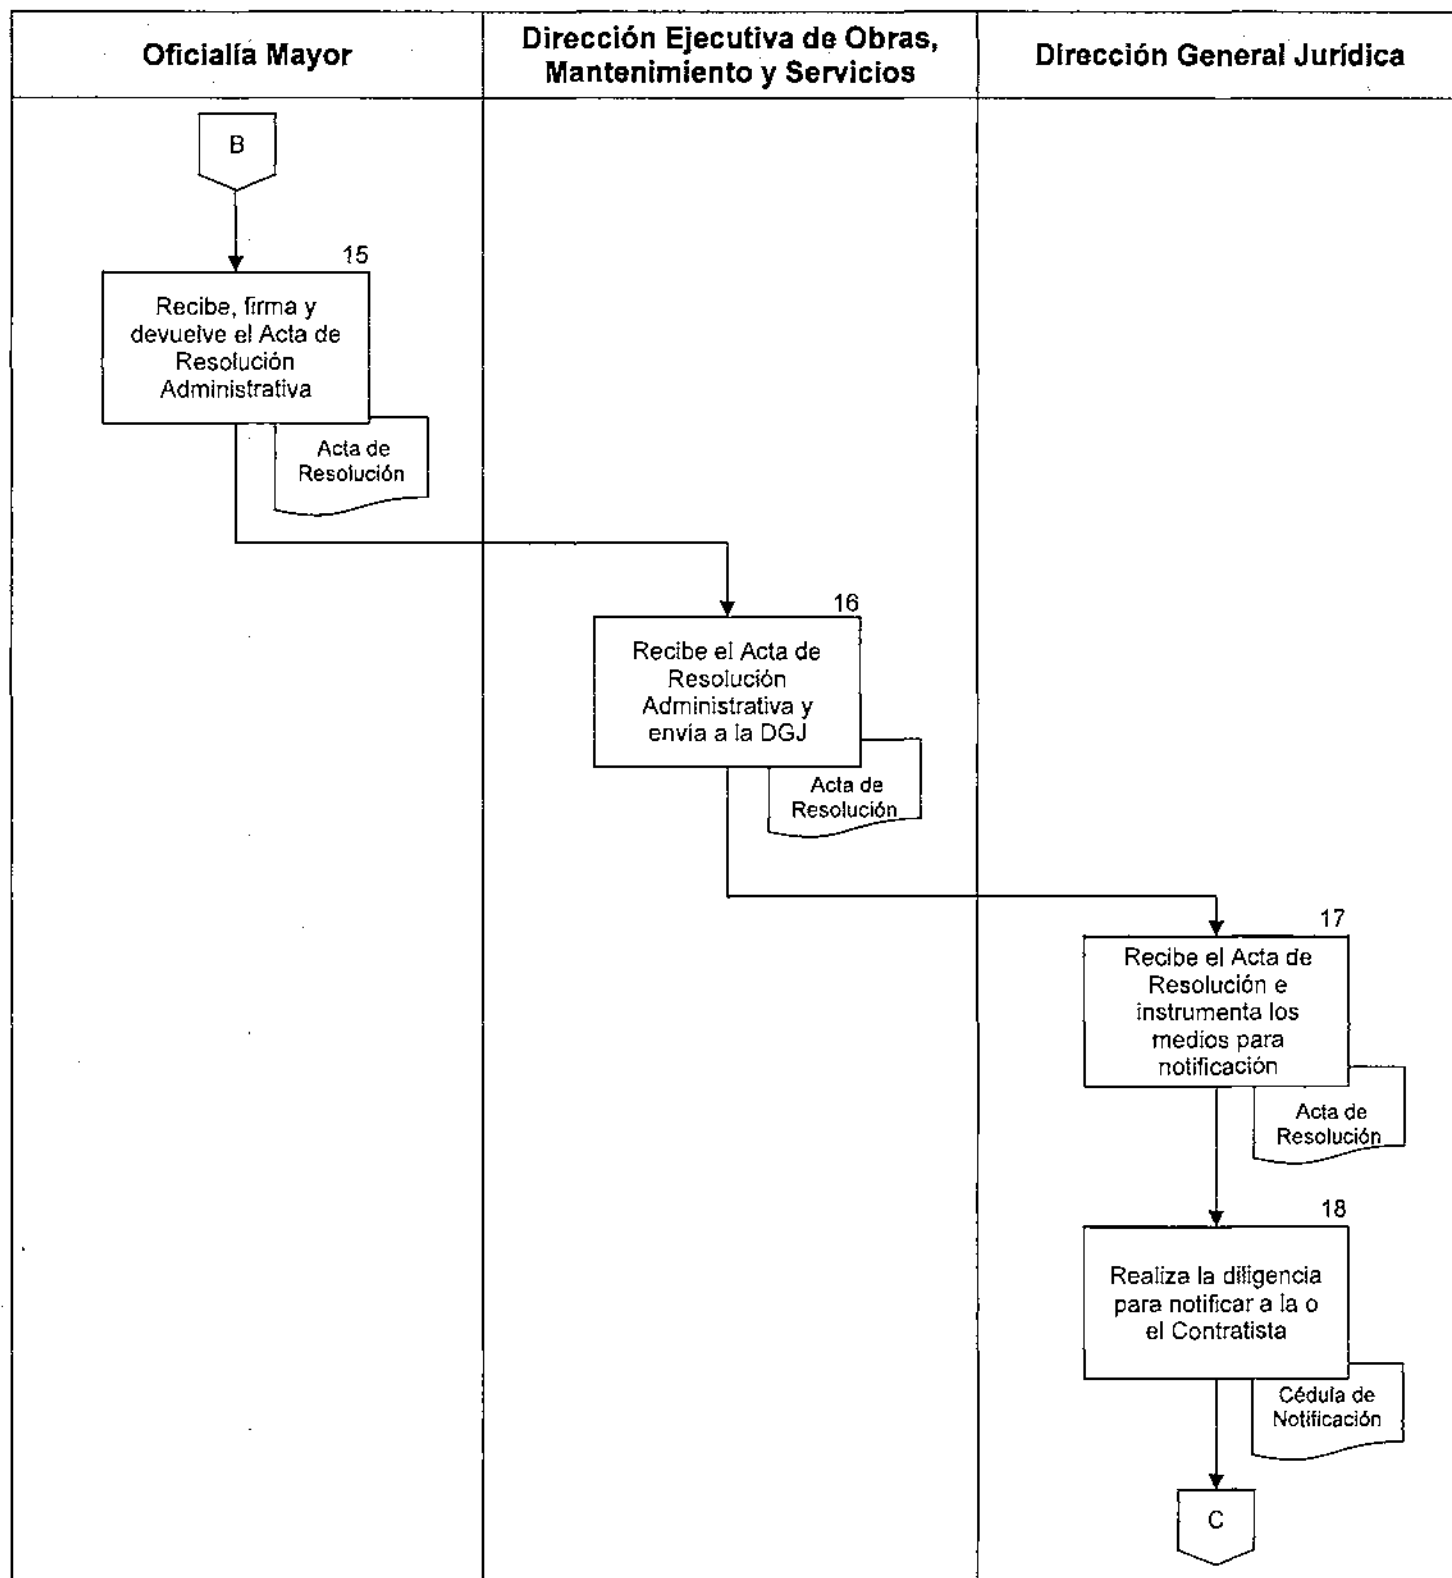 Oficialía Mayor
Dirección Ejecutiva de Obras,
Mantenimiento y Servicios
Dirección General Jurídica
B
15
Recibe, firma y
devuelve el Acta de
Resolución
Administrativa
Acta de
Resolución
16
Recibe el Acta de
Resolución
Administrativa y
envía a la DGJ
Acta de
Resolución
17
Recibe el Acta de
Resolución e
instrumenta los
medios para
notificación
Acta de
Resolución
18
Realiza la diligencia
para notificar a la o
el Contratista
Cédula de
Notificación
C